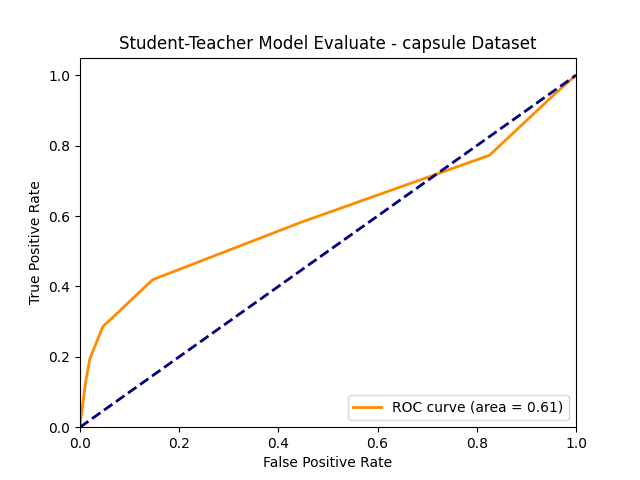 Student-Teacher Model Evaluate - capsule Dataset
1.0
0.8
0.6
0.4
0.2
0.0
True Positive Rate
ROC curve (area = 0.61)
0.0 0.2 0.4 0.6 0.8 1.0
False Positive Rate